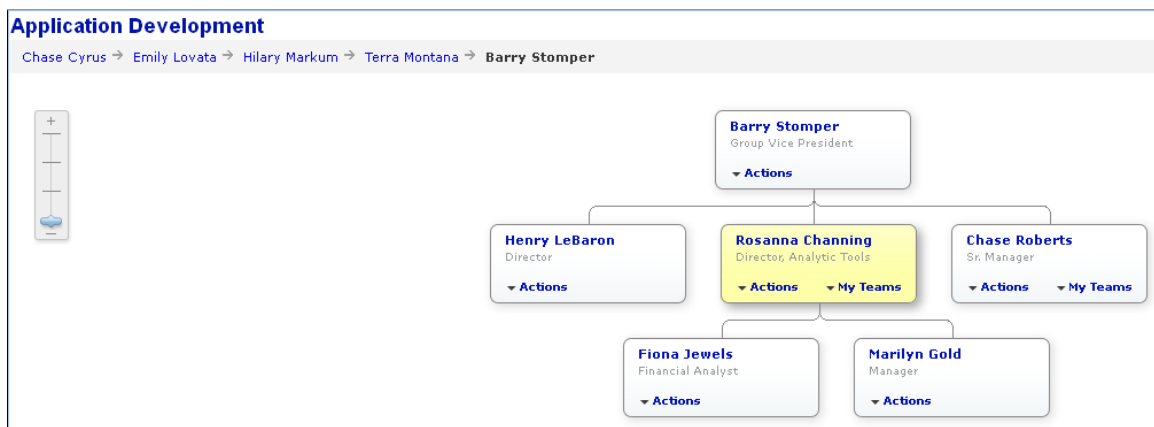 Application Development
Chase Cyrus → Emily Lovata → Hilary Markum → Terra Montana → Barry Stomper
+
−
Barry Stomper
Group Vice President
Actions
Henry LeBaron
Director
Actions
Rosanna Channing
Director, Analytic Tools
Actions My Teams
Chase Roberts
Sr. Manager
Actions My Teams
Fiona Jewels
Financial Analyst
Actions
Marilyn Gold
Manager
Actions